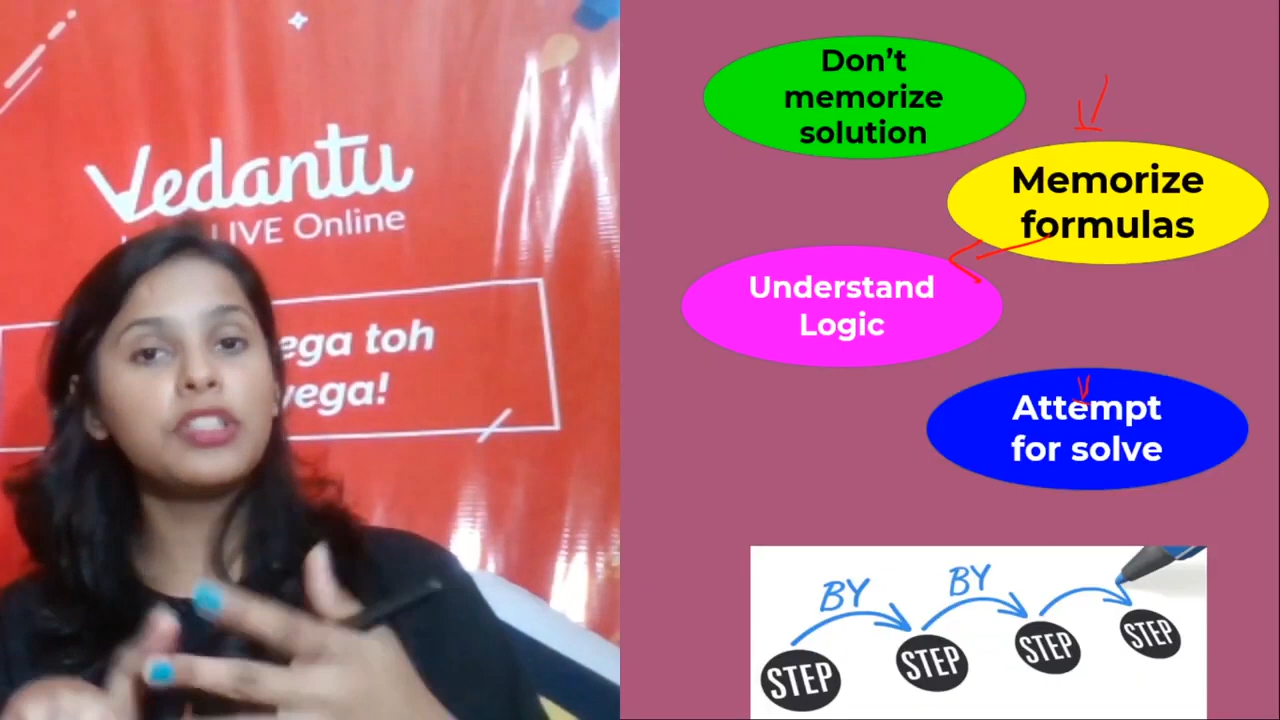 Vedantu
LIVE Online
ega toh
vega!
Don’t
memorize
solution
Memorize
formulas
Understand
Logic
Attempt
for solve
BY BY
STEP STEP STEP STEP